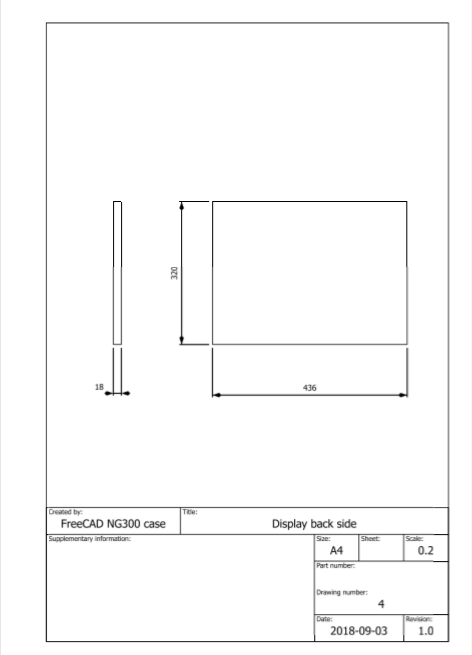 320
18
436
Created by:
FreeCAD NG300 case
Title:
Display back side
Supplementary information:
Size:
A4
Sheet:
Scale:
0.2
Part number:
Drawing number:
4
Date:
2018-09-03
Revision:
1.0